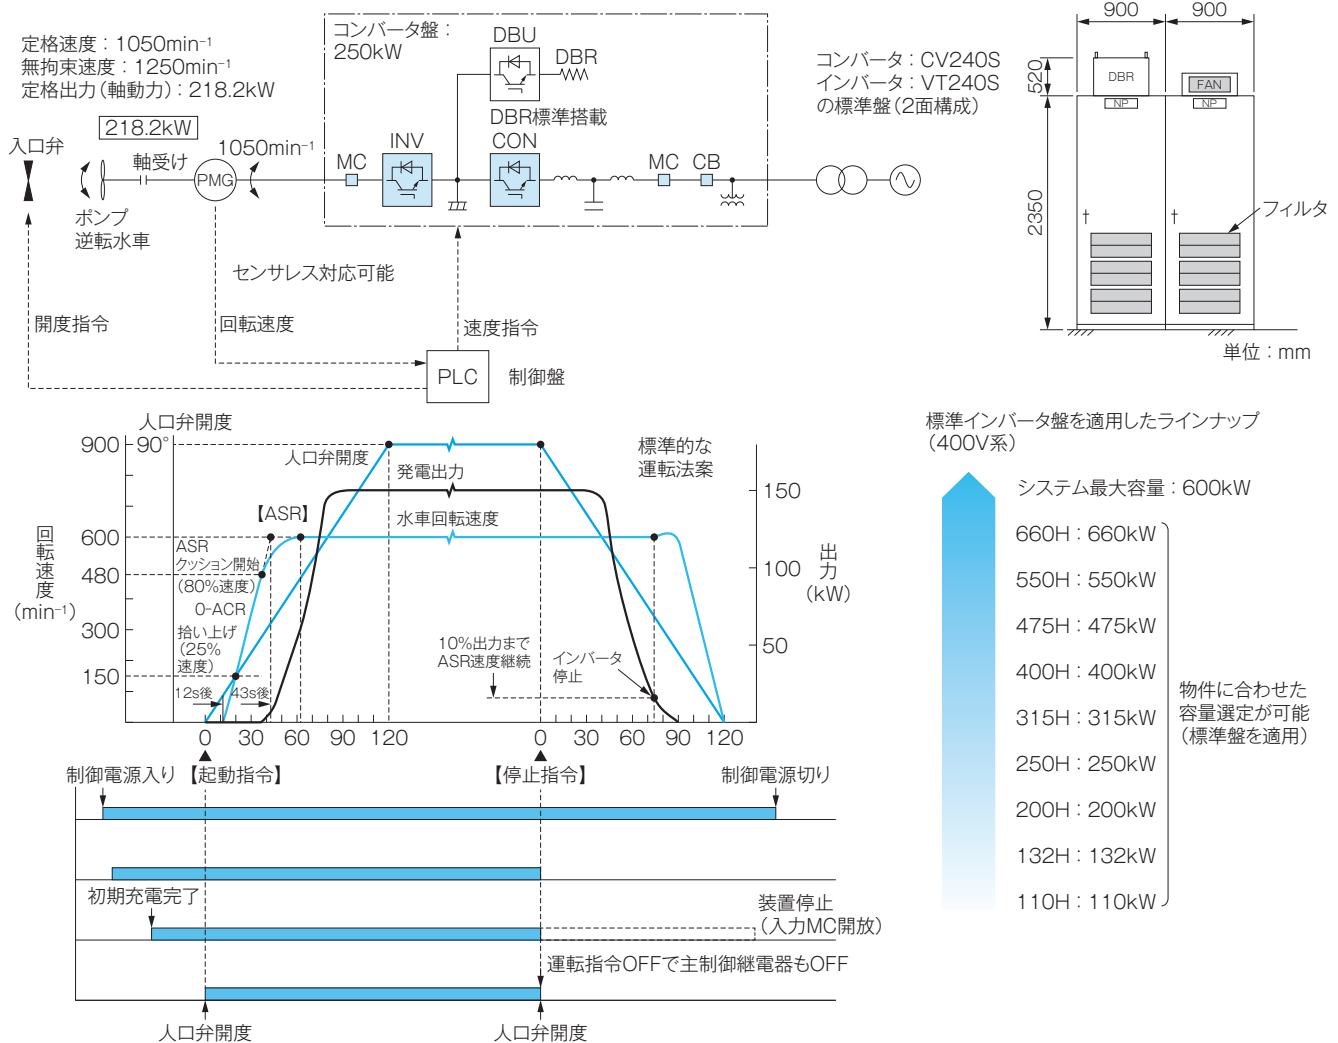 定格速度：1050min⁻¹
無拘束速度：1250min⁻¹
定格出力（軸動力）：218.2kW
218.2kW
入口弁
軸受け
PMG
1050min⁻¹
ポンプ
逆転水車
コンバータ盤：
250kW
DBU
DBR
DBR標準搭載
MC
INV
CON
MC
CB
センサレス対応可能
開度指令
回転速度
速度指令
PLC
制御盤
コンバータ：CV240S
インバータ：VT240S
の標準盤（2面構成）
900
900
520
2350
DBR
FAN
NP
NP
フィルタ
単位：mm
人口弁開度
900
90°
人口弁開度
発電出力
標準的な
運転法案
【ASR】
水車回転速度
600
ASR
クッション開始
480
(80%速度)
0-ACR
300
拾い上げ
(25%
速度)
150
12s後
43s後
回転速度
(min⁻¹)
10%出力まで
ASR速度継続
インバータ
停止
150
100
50
出力
(kW)
0 30 60 90 120
0 30 60 90 120
制御電源入り
【起動指令】
【停止指令】
制御電源切り
初期充電完了
装置停止
（入力MC開放）
運転指令OFFで主制御継電器もOFF
人口弁開度
人口弁開度
標準インバータ盤を適用したラインナップ
（400V系）
システム最大容量：600kW
660H：660kW
550H：550kW
475H：475kW
400H：400kW
315H：315kW
250H：250kW
200H：200kW
132H：132kW
110H：110kW
物件に合わせた
容量選定が可能
（標準盤を適用）